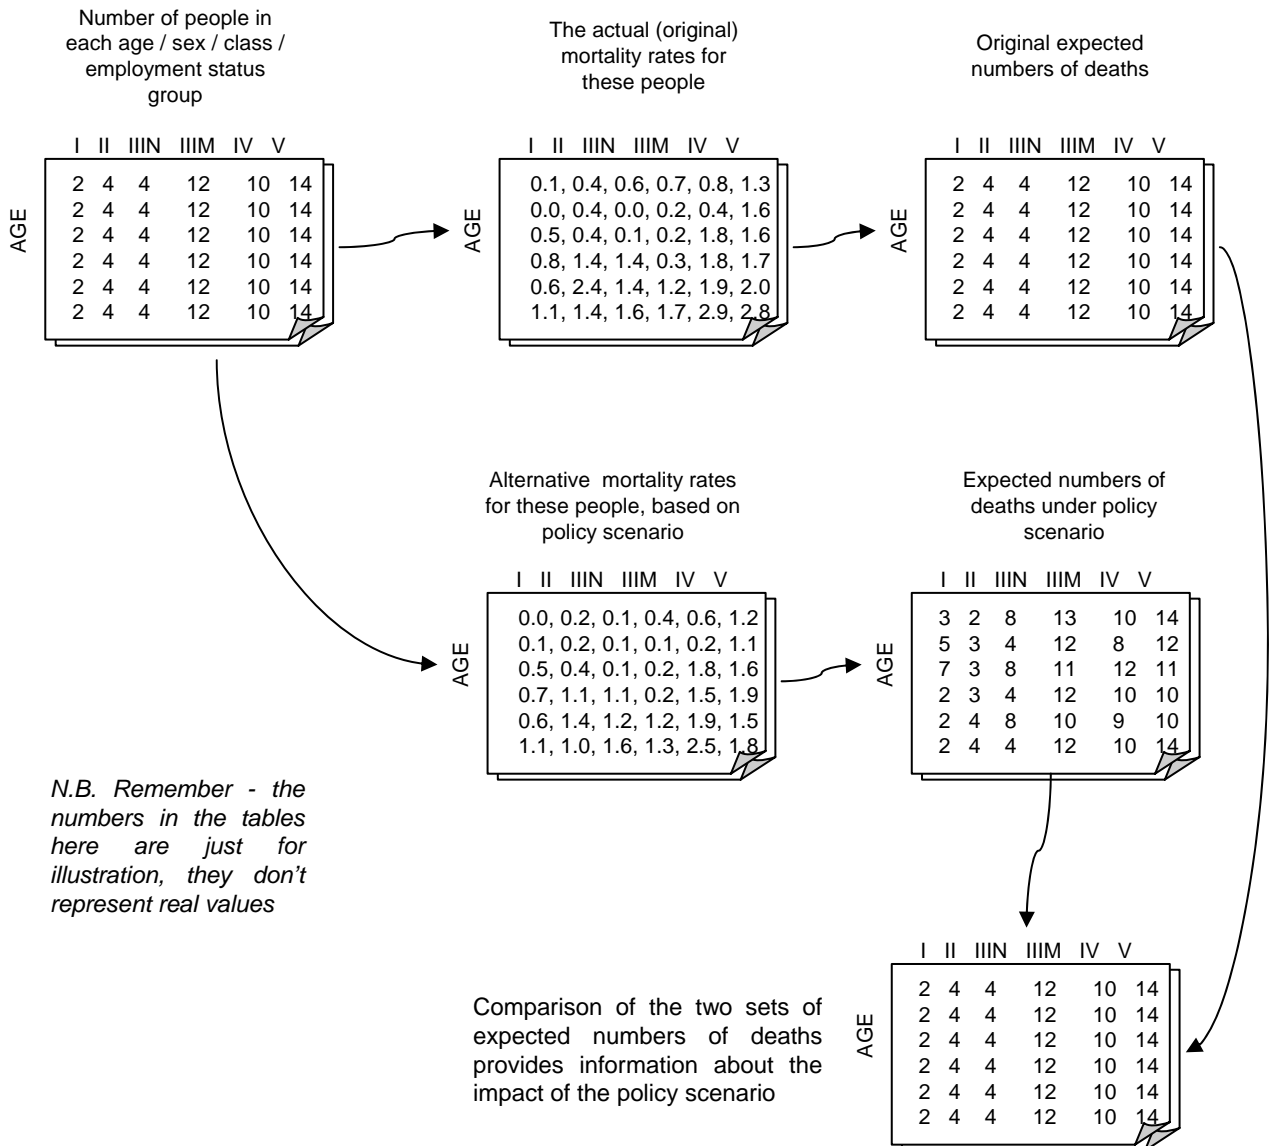 Number of people in
each age / sex / class /
employment status
group
The actual (original)
mortality rates for
these people
Original expected
numbers of deaths
I II IIIN IIIM IV V
AGE
2 4 4 12 10 14
2 4 4 12 10 14
2 4 4 12 10 14
2 4 4 12 10 14
2 4 4 12 10 14
2 4 4 12 10 14
I II IIIN IIIM IV V
AGE
0.1, 0.4, 0.6, 0.7, 0.8, 1.3
0.0, 0.4, 0.0, 0.2, 0.4, 1.6
0.5, 0.4, 0.1, 0.2, 1.8, 1.6
0.8, 1.4, 1.4, 0.3, 1.8, 1.7
0.6, 2.4, 1.4, 1.2, 1.9, 2.0
1.1, 1.4, 1.6, 1.7, 2.9, 2.8
I II IIIN IIIM IV V
AGE
2 4 4 12 10 14
2 4 4 12 10 14
2 4 4 12 10 14
2 4 4 12 10 14
2 4 4 12 10 14
2 4 4 12 10 14
Alternative mortality rates
for these people, based on
policy scenario
Expected numbers of
deaths under policy
scenario
I II IIIN IIIM IV V
AGE
0.0, 0.2, 0.1, 0.4, 0.6, 1.2
0.1, 0.2, 0.1, 0.1, 0.2, 1.1
0.5, 0.4, 0.1, 0.2, 1.8, 1.6
0.7, 1.1, 1.1, 0.2, 1.5, 1.9
0.6, 1.4, 1.2, 1.2, 1.9, 1.5
1.1, 1.0, 1.6, 1.3, 2.5, 1.8
I II IIIN IIIM IV V
AGE
3 2 8 13 10 14
5 3 4 12 8 12
7 3 8 11 12 11
2 3 4 12 10 10
2 4 8 10 9 10
2 4 4 12 10 14
N.B. Remember - the
numbers in the tables
here are just for
illustration, they don't
represent real values
Comparison of the two sets of
expected numbers of deaths
provides information about the
impact of the policy scenario
I II IIIN IIIM IV V
AGE
2 4 4 12 10 14
2 4 4 12 10 14
2 4 4 12 10 14
2 4 4 12 10 14
2 4 4 12 10 14
2 4 4 12 10 14